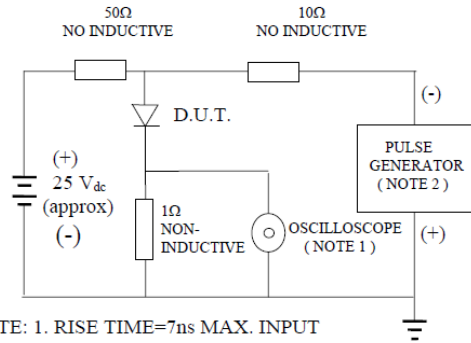 50Ω
NO INDUCTIVE
10Ω
NO INDUCTIVE
D.U.T.
(-)
PULSE
GENERATOR
( NOTE 2 )
(+)
(+)
25 Vdc
(approx)
(-)
1Ω
NON-
INDUCTIVE
OSCILLOSCOPE
( NOTE 1 )
TE: 1. RISE TIME=7ns MAX. INPUT